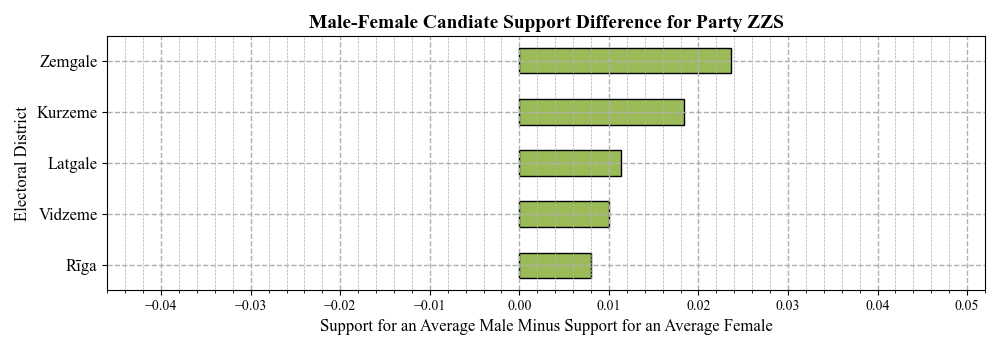 Male-Female Candiate Support Difference for Party ZZS
Electoral District
Zemgale
Kurzeme
Latgale
Vidzeme
Rīga
−0.04 −0.03 −0.02 −0.01 0.00 0.01 0.02 0.03 0.04 0.05
Support for an Average Male Minus Support for an Average Female